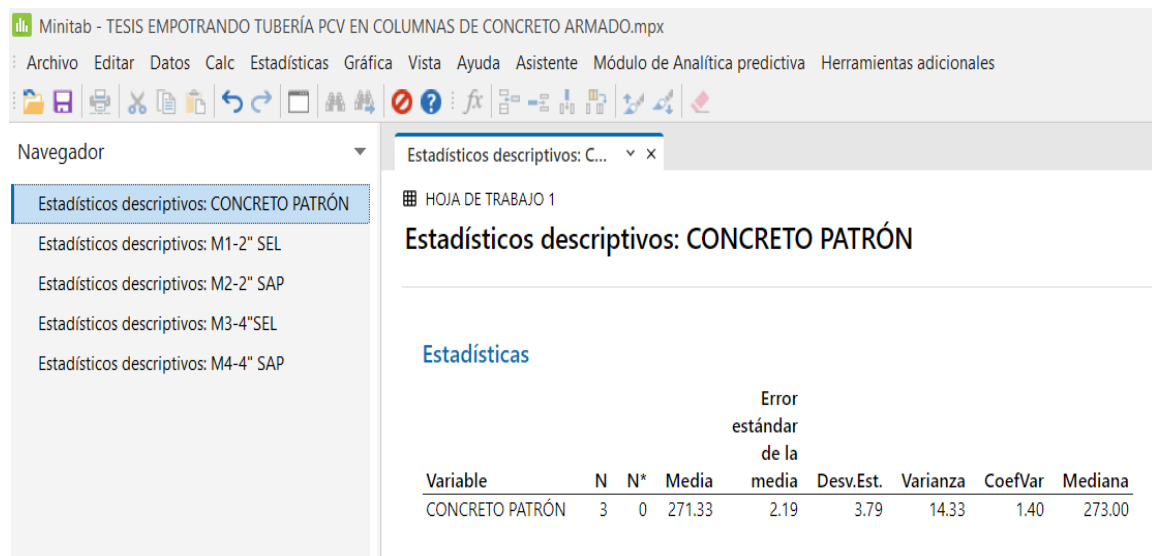 Minitab - TESIS EMPOTRANDO TUBERÍA PCV EN COLUMNAS DE CONCRETO ARMADO.mpx
Archivo Editar Datos Calc Estadísticas Gráfica Vista Ayuda Asistente Módulo de Analítica predictiva Herramientas adicionales
Navegador
Estadísticos descriptivos: CONCRETO PATRÓN
Estadísticos descriptivos: M1-2" SEL
Estadísticos descriptivos: M2-2" SAP
Estadísticos descriptivos: M3-4"SEL
Estadísticos descriptivos: M4-4" SAP
Estadísticos descriptivos: C...
HOJA DE TRABAJO 1
Estadísticos descriptivos: CONCRETO PATRÓN
Estadísticas
Error
estándar
de la
Variable N N* Media media Desv.Est. Varianza CoefVar Mediana
CONCRETO PATRÓN 3 0 271.33 2.19 3.79 14.33 1.40 273.00